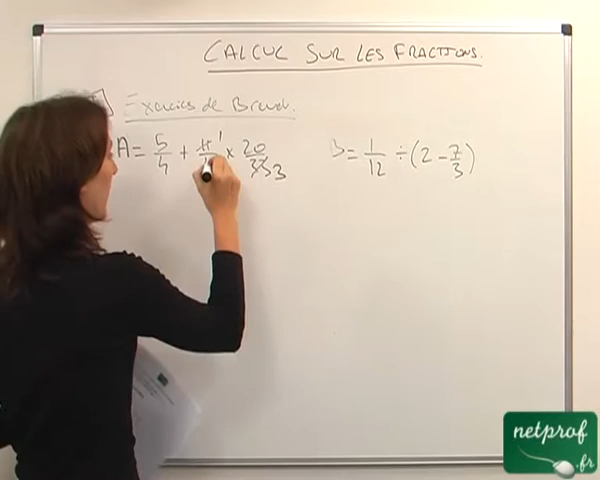 CALCUL SUR LES FRACTIONS.
Exercices de Brevet.
A = 5/4 + 11 1 × 20/33 3
B = 1/12 ÷ (2 - 7/3)
netprof
.fr